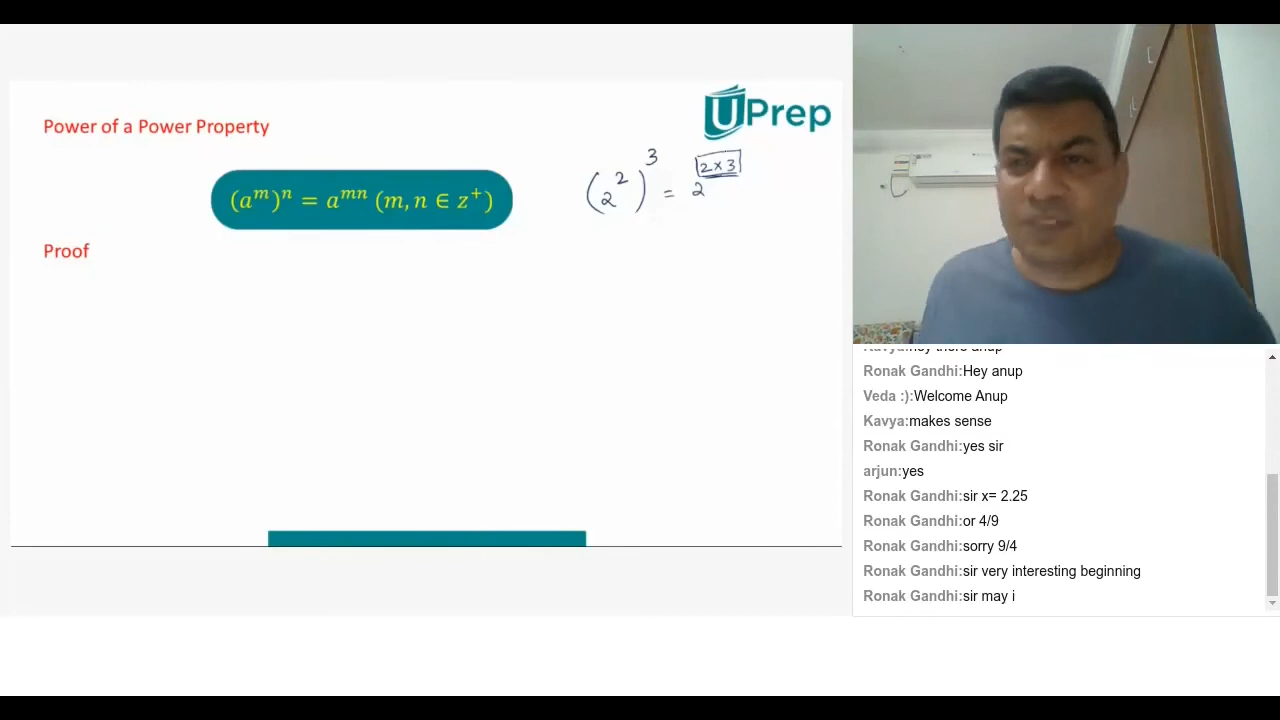 UPrep
Power of a Power Property
(a^m)^n = a^{mn} (m, n ∈ z^+)
(2^2)^3 = 2^{2×3}
Proof
Ronak Gandhi:Hey anup
Veda :):Welcome Anup
Kavya:makes sense
Ronak Gandhi:yes sir
arjun:yes
Ronak Gandhi:sir x= 2.25
Ronak Gandhi:or 4/9
Ronak Gandhi:sorry 9/4
Ronak Gandhi:sir very interesting beginning
Ronak Gandhi:sir may i